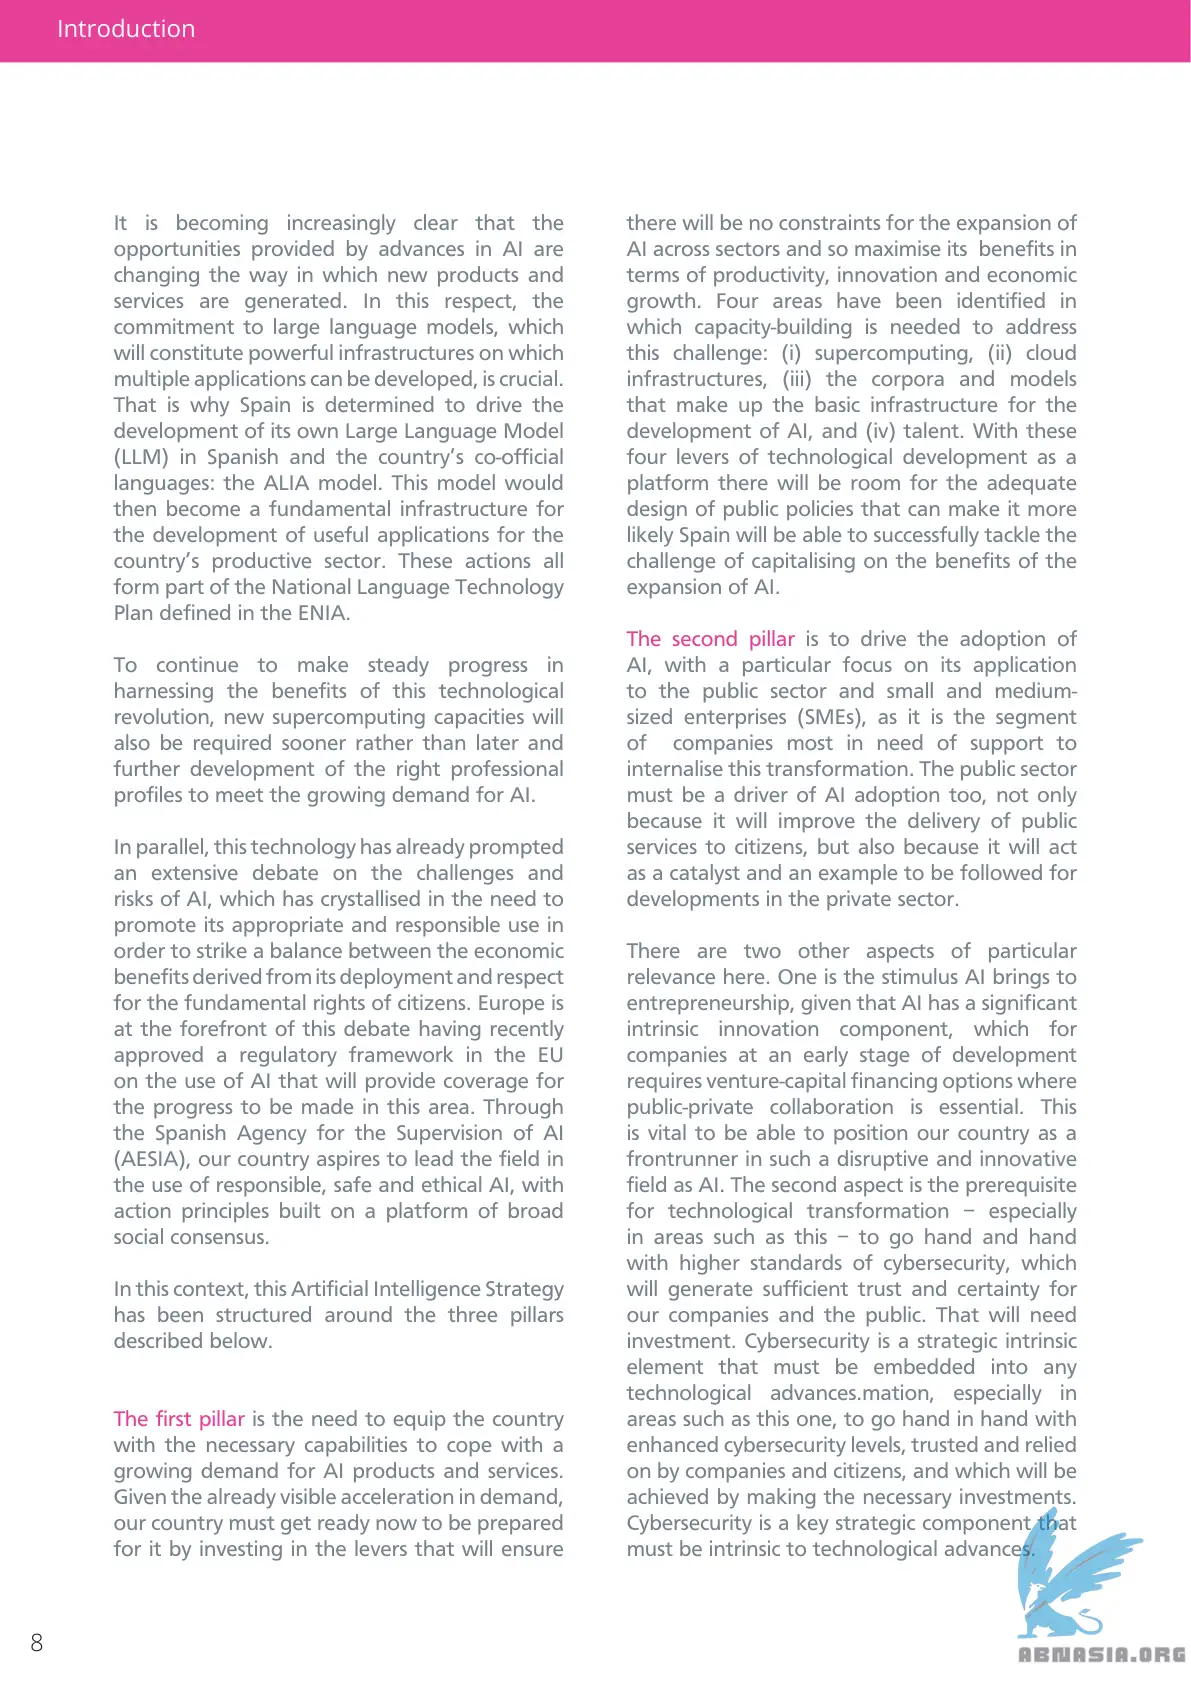 Introduction
It is becoming increasingly clear that the
opportunities provided by advances in AI are
changing the way in which new products and
services are generated. In this respect, the
commitment to large language models, which
will constitute powerful infrastructures on which
multiple applications can be developed, is crucial.
That is why Spain is determined to drive the
development of its own Large Language Model
(LLM) in Spanish and the country’s co-official
languages: the ALIA model. This model would
then become a fundamental infrastructure for
the development of useful applications for the
country’s productive sector. These actions all
form part of the National Language Technology
Plan defined in the ENIA.
To continue to make steady progress in
harnessing the benefits of this technological
revolution, new supercomputing capacities will
also be required sooner rather than later and
further development of the right professional
profiles to meet the growing demand for AI.
In parallel, this technology has already prompted
an extensive debate on the challenges and
risks of AI, which has crystallised in the need to
promote its appropriate and responsible use in
order to strike a balance between the economic
benefits derived from its deployment and respect
for the fundamental rights of citizens. Europe is
at the forefront of this debate having recently
approved a regulatory framework in the EU
on the use of AI that will provide coverage for
the progress to be made in this area. Through
the Spanish Agency for the Supervision of AI
(AESIA), our country aspires to lead the field in
the use of responsible, safe and ethical AI, with
action principles built on a platform of broad
social consensus.
In this context, this Artificial Intelligence Strategy
has been structured around the three pillars
described below.
The first pillar is the need to equip the country
with the necessary capabilities to cope with a
growing demand for AI products and services.
Given the already visible acceleration in demand,
our country must get ready now to be prepared
for it by investing in the levers that will ensure
there will be no constraints for the expansion of
AI across sectors and so maximise its benefits in
terms of productivity, innovation and economic
growth. Four areas have been identified in
which capacity-building is needed to address
this challenge: (i) supercomputing, (ii) cloud
infrastructures, (iii) the corpora and models
that make up the basic infrastructure for the
development of AI, and (iv) talent. With these
four levers of technological development as a
platform there will be room for the adequate
design of public policies that can make it more
likely Spain will be able to successfully tackle the
challenge of capitalising on the benefits of the
expansion of AI.
The second pillar is to drive the adoption of
AI, with a particular focus on its application
to the public sector and small and medium-
sized enterprises (SMEs), as it is the segment
of companies most in need of support to
internalise this transformation. The public sector
must be a driver of AI adoption too, not only
because it will improve the delivery of public
services to citizens, but also because it will act
as a catalyst and an example to be followed for
developments in the private sector.
There are two other aspects of particular
relevance here. One is the stimulus AI brings to
entrepreneurship, given that AI has a significant
intrinsic innovation component, which for
companies at an early stage of development
requires venture-capital financing options where
public-private collaboration is essential. This
is vital to be able to position our country as a
frontrunner in such a disruptive and innovative
field as AI. The second aspect is the prerequisite
for technological transformation – especially
in areas such as this – to go hand and hand
with higher standards of cybersecurity, which
will generate sufficient trust and certainty for
our companies and the public. That will need
investment. Cybersecurity is a strategic intrinsic
element that must be embedded into any
technological advances.mation, especially in
areas such as this one, to go hand in hand with
enhanced cybersecurity levels, trusted and relied
on by companies and citizens, and which will be
achieved by making the necessary investments.
Cybersecurity is a key strategic component that
must be intrinsic to technological advances.
8
ABNASIA.ORG